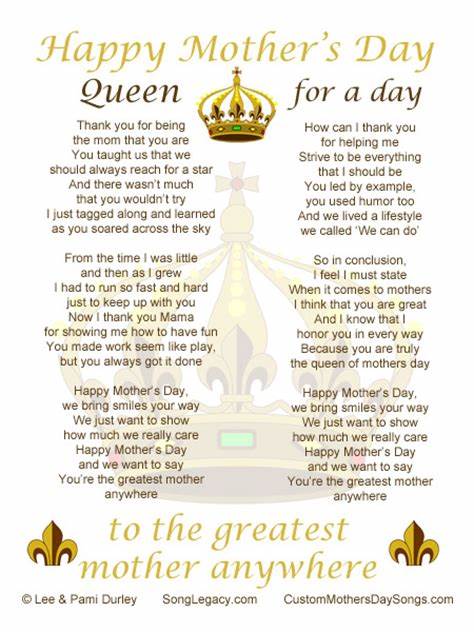 Happy Mother's Day
Queen for a day
Thank you for being
the mom that you are
You taught us that we
should always reach for a star
And there wasn't much
that you wouldn't try
I just tagged along and learned
as you soared across the sky
From the time I was little
and then as I grew
I had to run so fast and hard
just to keep up with you
Now I thank you Mama
for showing me how to have fun
You made work seem like play,
but you always got it done
Happy Mother's Day,
we bring smiles your way
We just want to show
how much we really care
Happy Mother's Day
and we want to say
You're the greatest mother
anywhere
How can I thank you
for helping me
Strive to be everything
that I should be
You led by example,
you used humor too
And we lived a lifestyle
we called 'We can do'
So in conclusion,
I feel I must state
When it comes to mothers
I think that you are great
And I know that I
honor you in every way
Because you are truly
the queen of mothers day
Happy Mother's Day,
we bring smiles your way
We just want to show
how much we really care
Happy Mother's Day
and we want to say
You're the greatest mother
anywhere
to the greatest
mother anywhere
© Lee & Pami Durley SongLegacy.com CustomMothersDaySongs.com